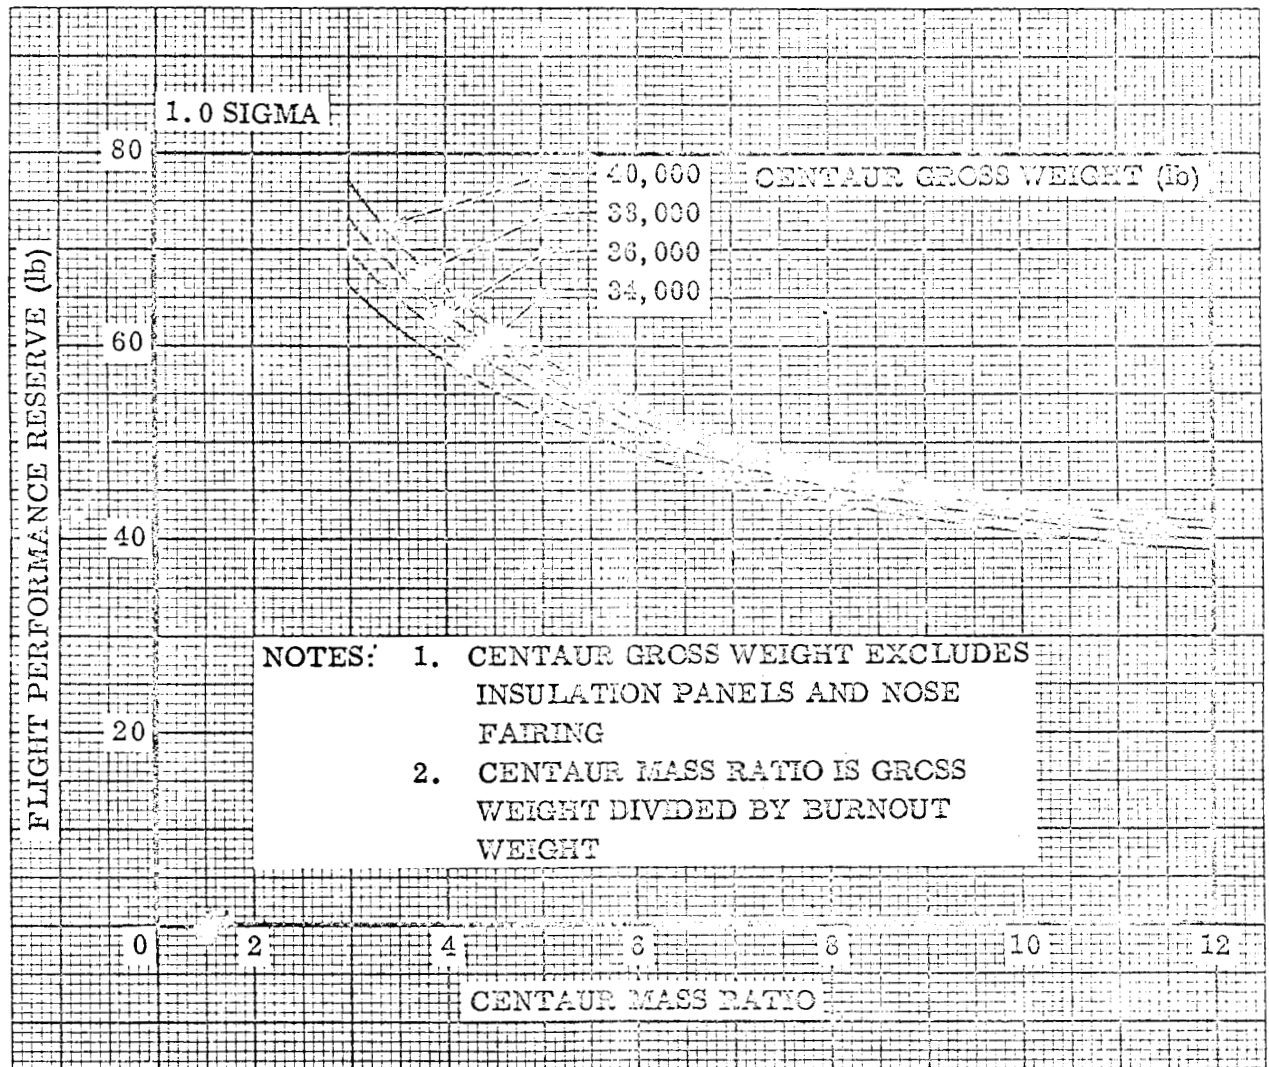 1.0 SIGMA
80
40,000
CENTAUR GROSS WEIGHT (lb)
38,000
36,000
34,000
60
FLIGHT PERFORMANCE RESERVE (lb)
40
NOTES: 1. CENTAUR GROSS WEIGHT EXCLUDES
INSULATION PANELS AND NOSE
FAIRING
20
2. CENTAUR MASS RATIO IS GROSS
WEIGHT DIVIDED BY BURNOUT
WEIGHT
0 2 4 6 8 10 12
CENTAUR MASS RATIO